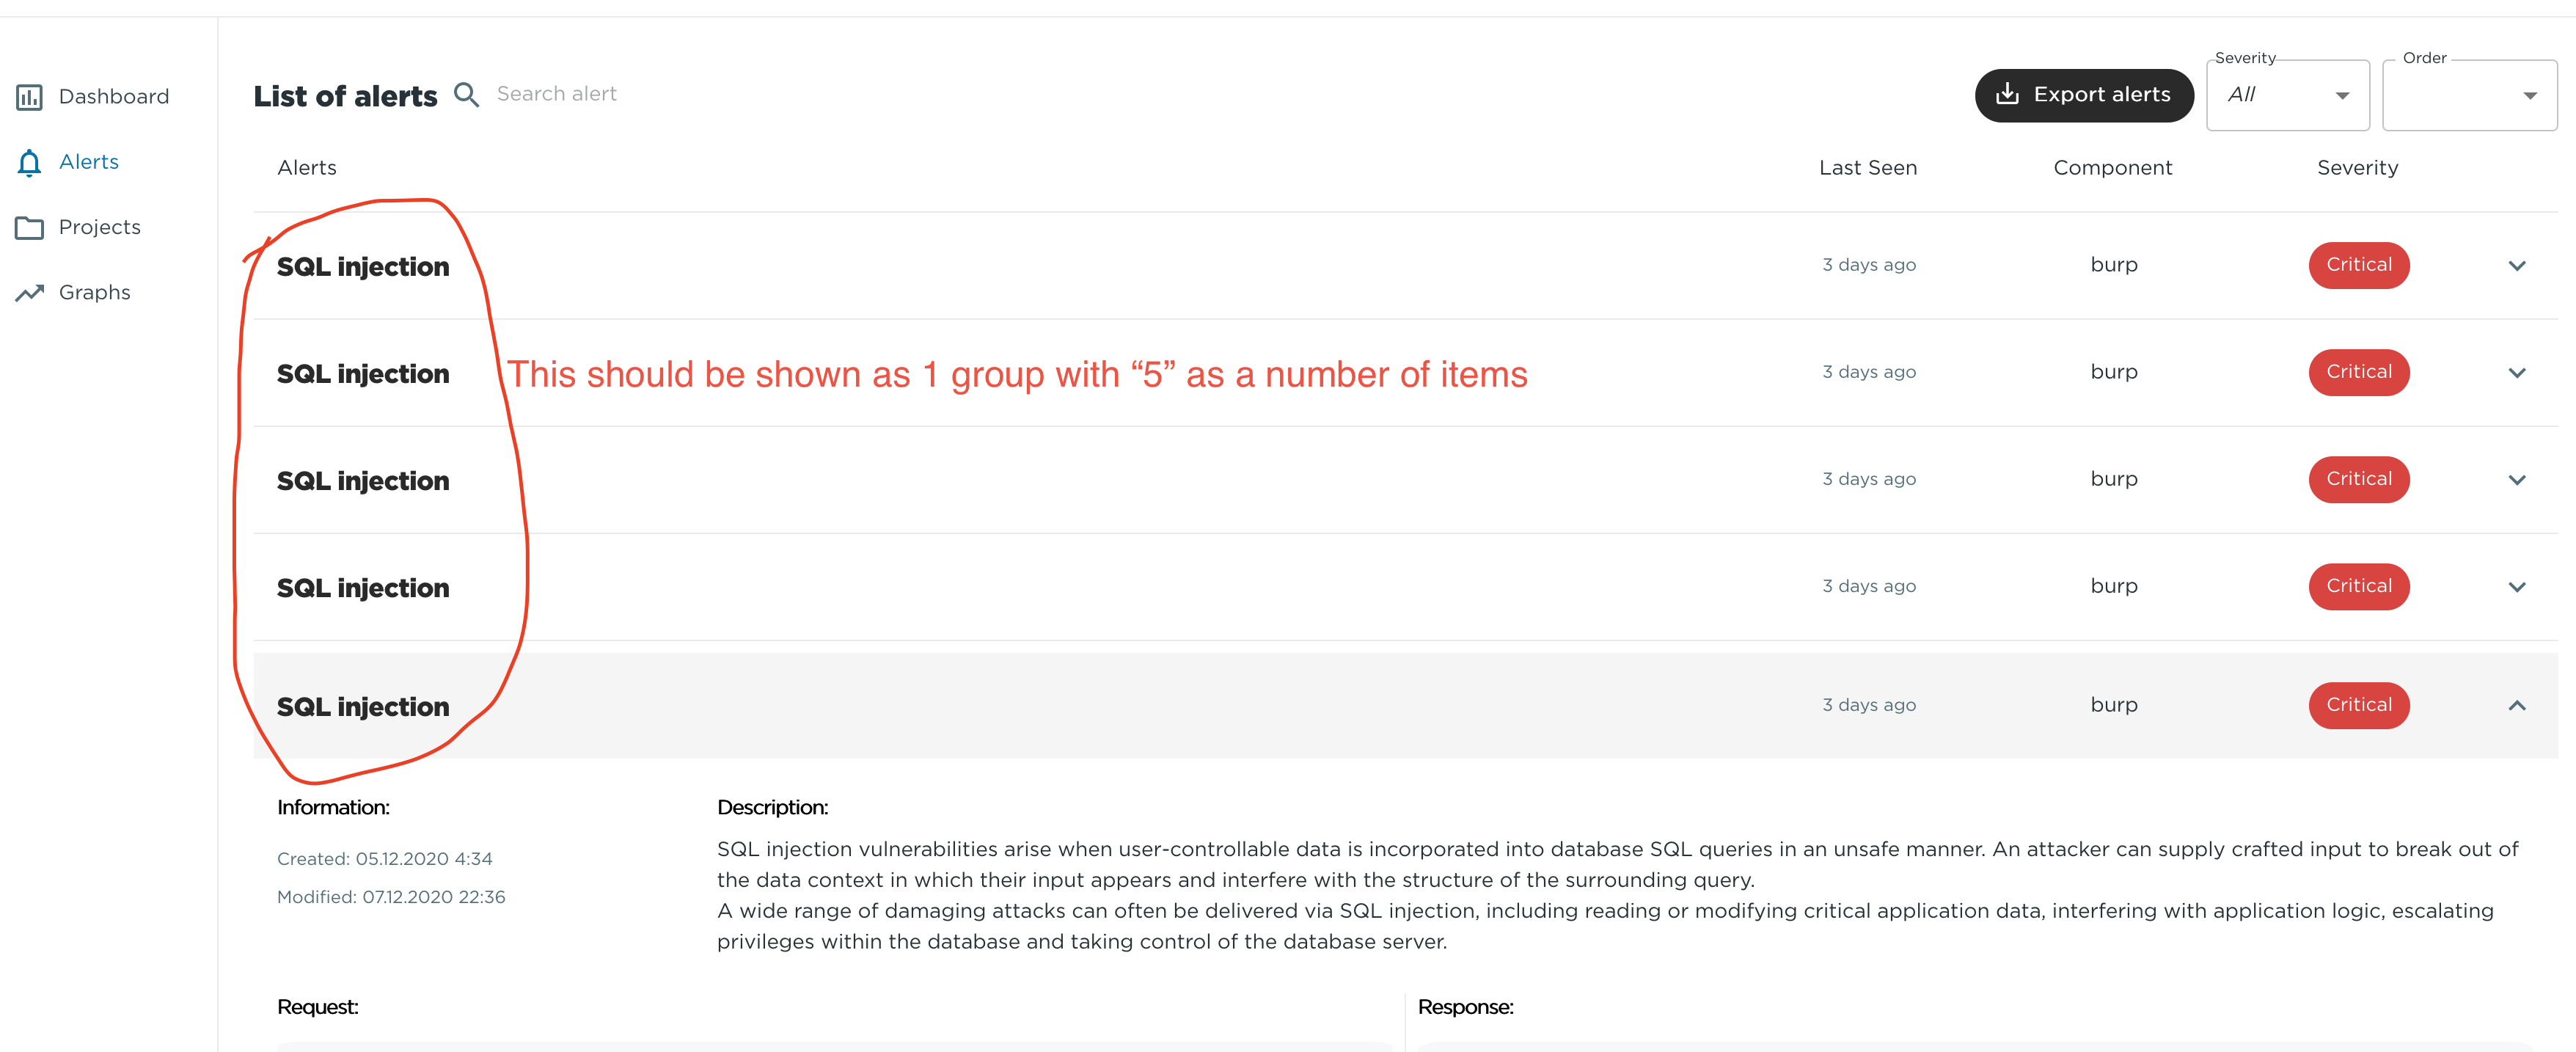 Severity
Order
Dashboard
List of alerts
Search alert
Export alerts
All
Alerts
Alerts
Last Seen
Component
Severity
Projects
SQL injection
3 days ago
burp
Critical
Graphs
SQL injection
This should be shown as 1 group with “5” as a number of items
3 days ago
burp
Critical
SQL injection
3 days ago
burp
Critical
SQL injection
3 days ago
burp
Critical
SQL injection
3 days ago
burp
Critical
Information:
Created: 05.12.2020 4:34
Modified: 07.12.2020 22:36
Description:
SQL injection vulnerabilities arise when user-controllable data is incorporated into database SQL queries in an unsafe manner. An attacker can supply crafted input to break out of
the data context in which their input appears and interfere with the structure of the surrounding query.
A wide range of damaging attacks can often be delivered via SQL injection, including reading or modifying critical application data, interfering with application logic, escalating
privileges within the database and taking control of the database server.
Request:
Response: